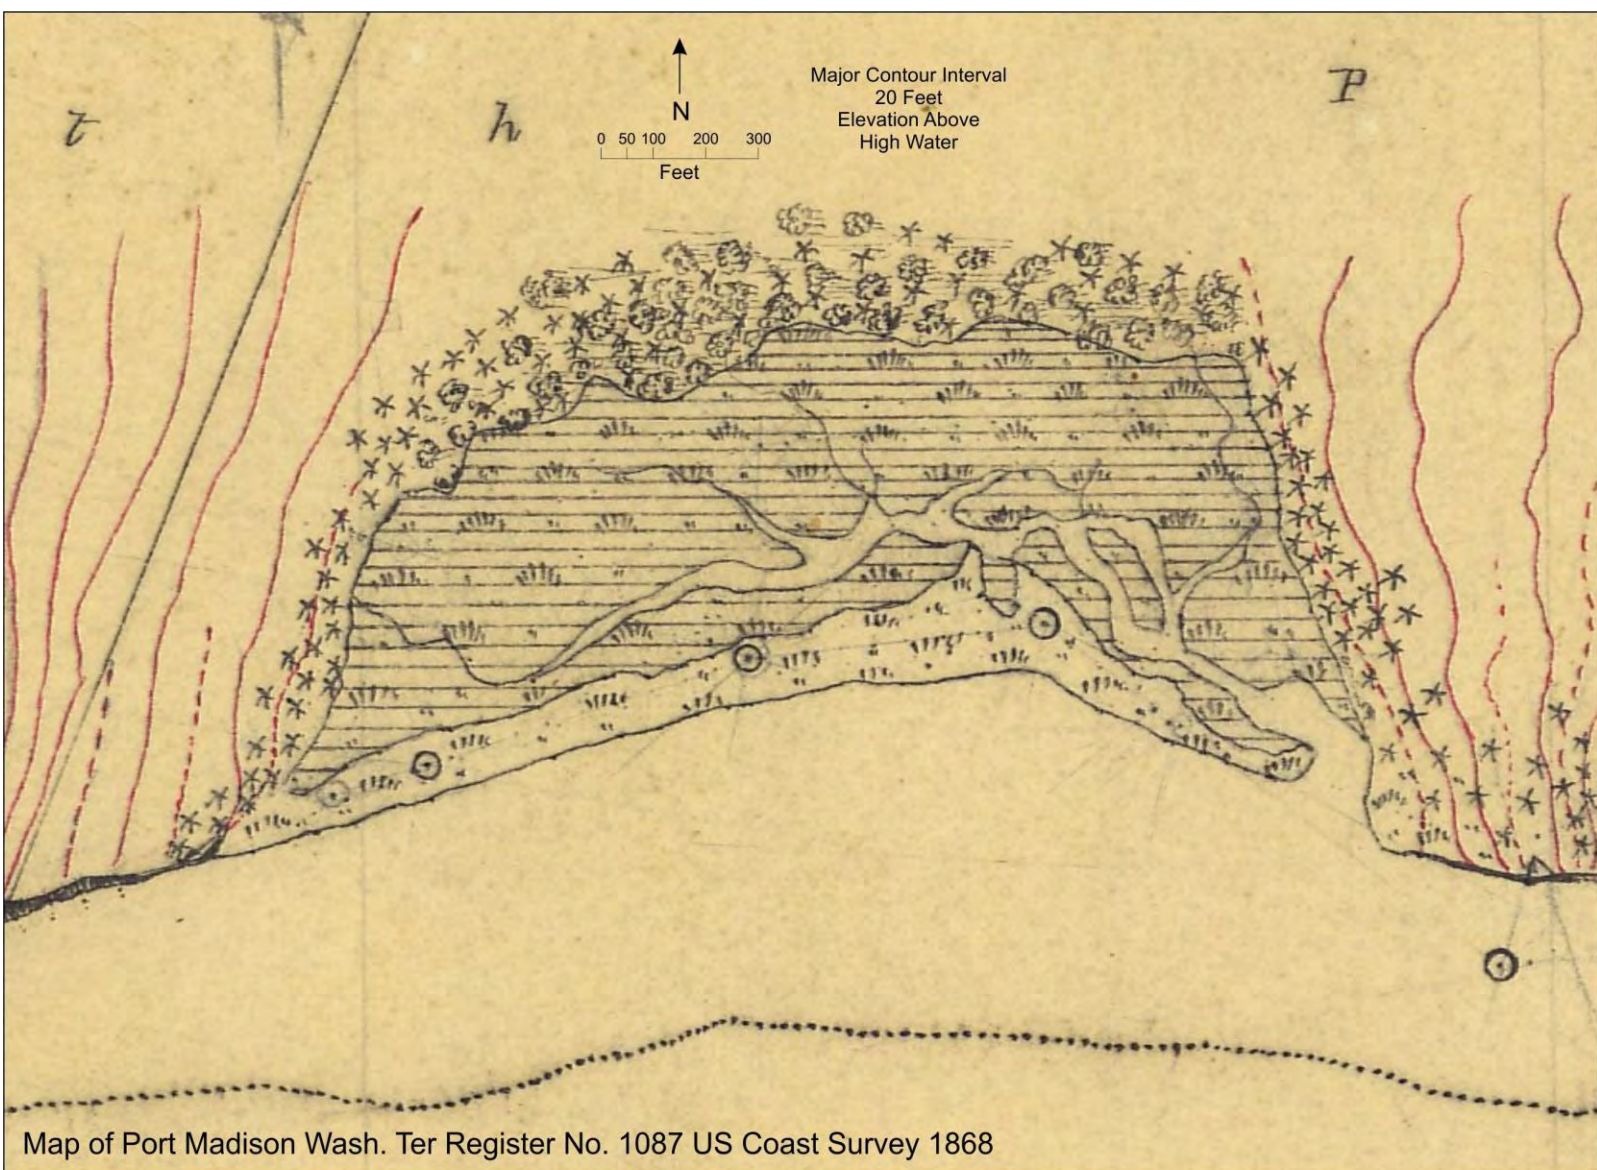 t h P
N
0 50 100 200 300
Feet
Major Contour Interval
20 Feet
Elevation Above
High Water
Map of Port Madison Wash. Ter Register No. 1087 US Coast Survey 1868